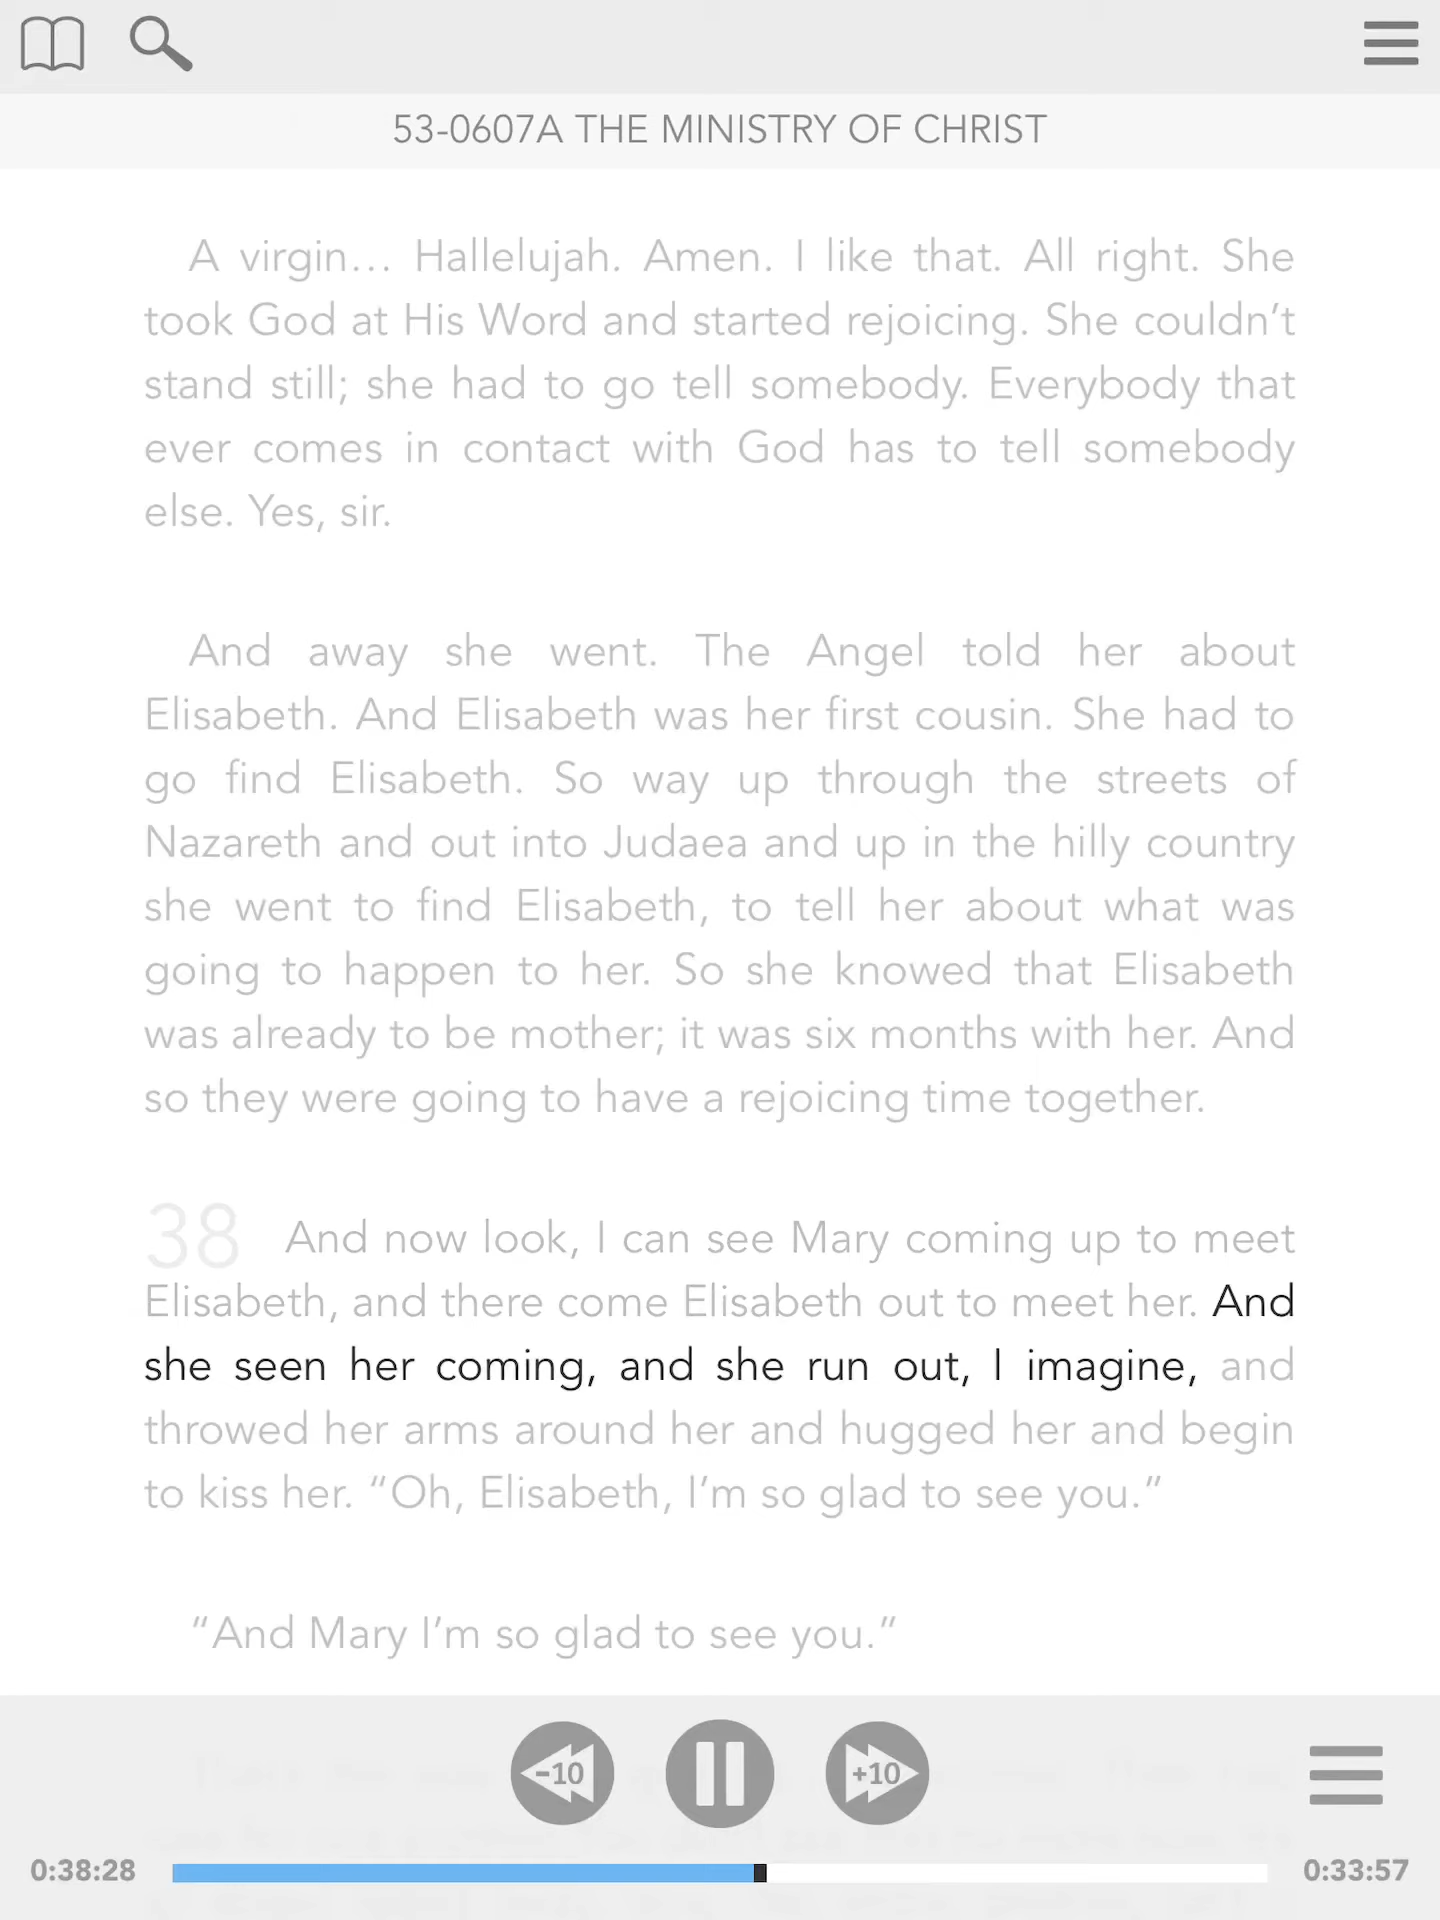 53-0607A THE MINISTRY OF CHRIST
A virgin… Hallelujah. Amen. I like that. All right. She
took God at His Word and started rejoicing. She couldn’t
stand still; she had to go tell somebody. Everybody that
ever comes in contact with God has to tell somebody
else. Yes, sir.
And away she went. The Angel told her about
Elisabeth. And Elisabeth was her first cousin. She had to
go find Elisabeth. So way up through the streets of
Nazareth and out into Judaea and up in the hilly country
she went to find Elisabeth, to tell her about what was
going to happen to her. So she knowed that Elisabeth
was already to be mother; it was six months with her. And
so they were going to have a rejoicing time together.
38 And now look, I can see Mary coming up to meet
Elisabeth, and there come Elisabeth out to meet her. And
she seen her coming, and she run out, I imagine, and
throwed her arms around her and hugged her and begin
to kiss her. “Oh, Elisabeth, I’m so glad to see you.”
“And Mary I’m so glad to see you.”
-10 +10
0:38:28 0:33:57